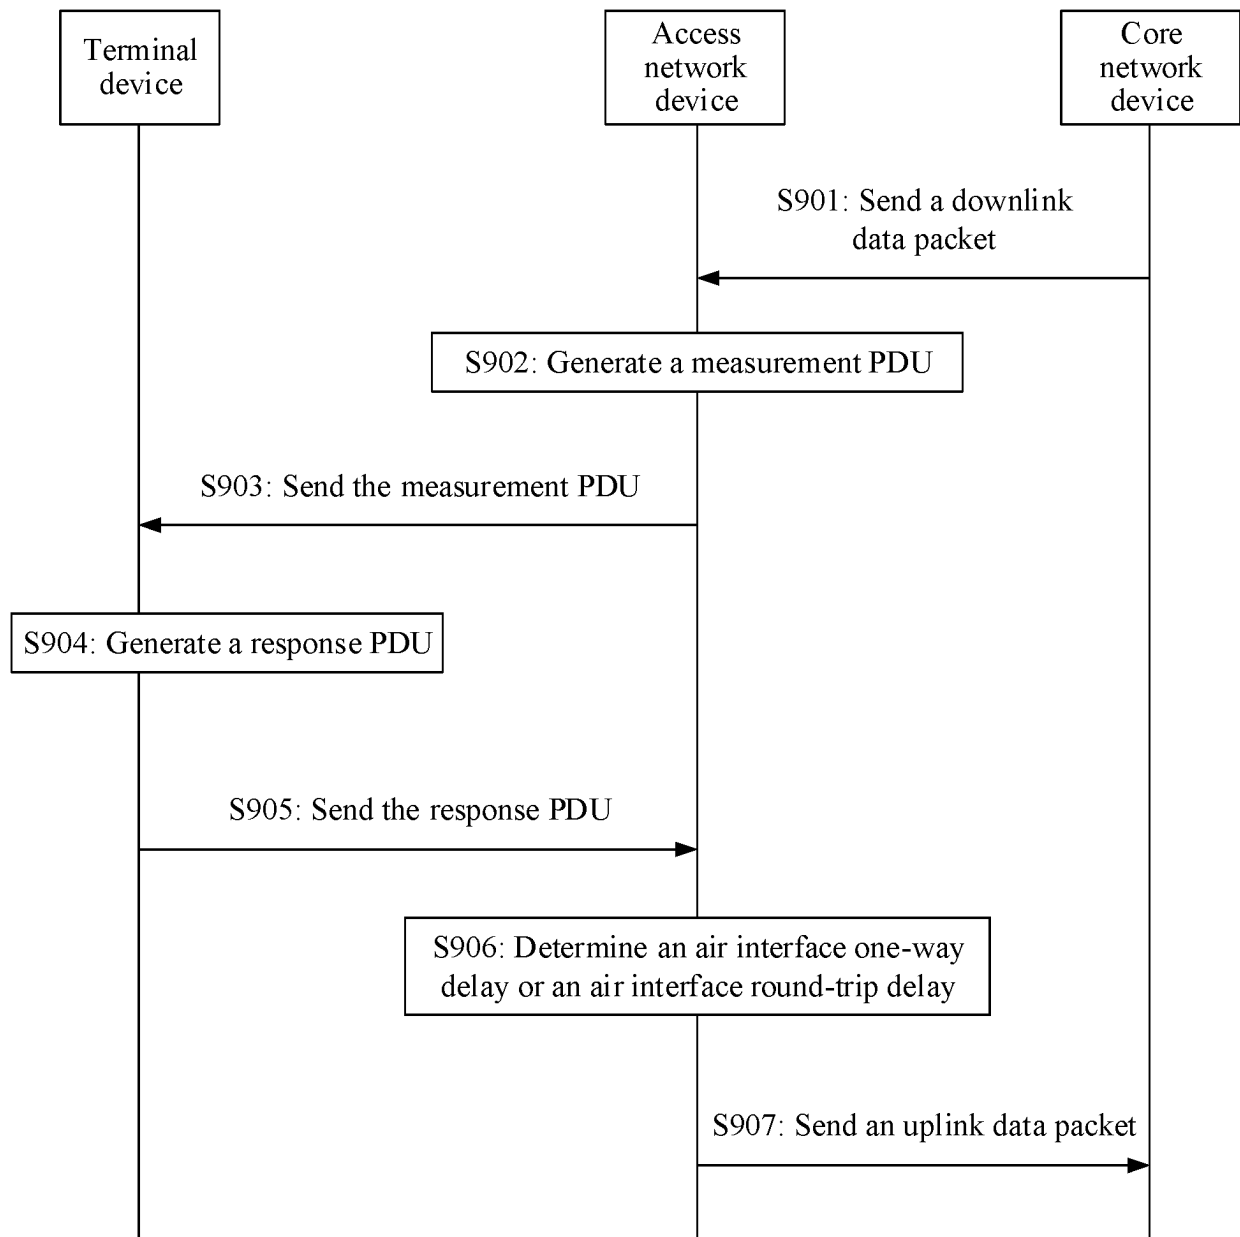 Terminal
device
Access
network
device
Core
network
device
S901: Send a downlink
data packet
S902: Generate a measurement PDU
S903: Send the measurement PDU
S904: Generate a response PDU
S905: Send the response PDU
S906: Determine an air interface one-way
delay or an air interface round-trip delay
S907: Send an uplink data packet